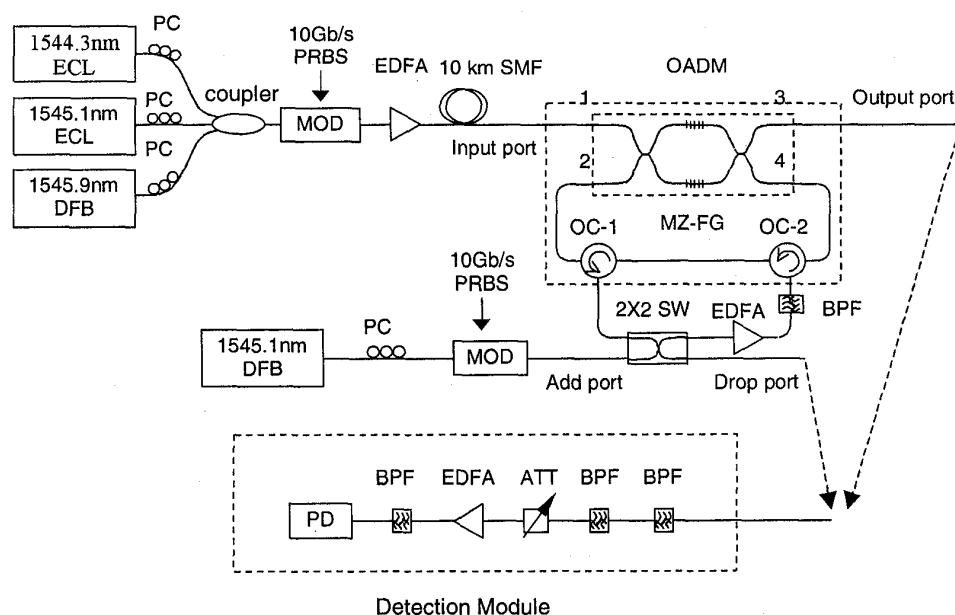 PC
1544.3nm
ECL
PC
1545.1nm
ECL
PC
1545.9nm
DFB
coupler
10Gb/s
PRBS
MOD
EDFA
10 km SMF
Input port
OADM
1
3
2
4
Output port
MZ-FG
OC-1
OC-2
10Gb/s
PRBS
2X2 SW
EDFA
BPF
PC
1545.1nm
DFB
MOD
Add port
Drop port
BPF
EDFA
ATT
BPF
BPF
PD
Detection Module